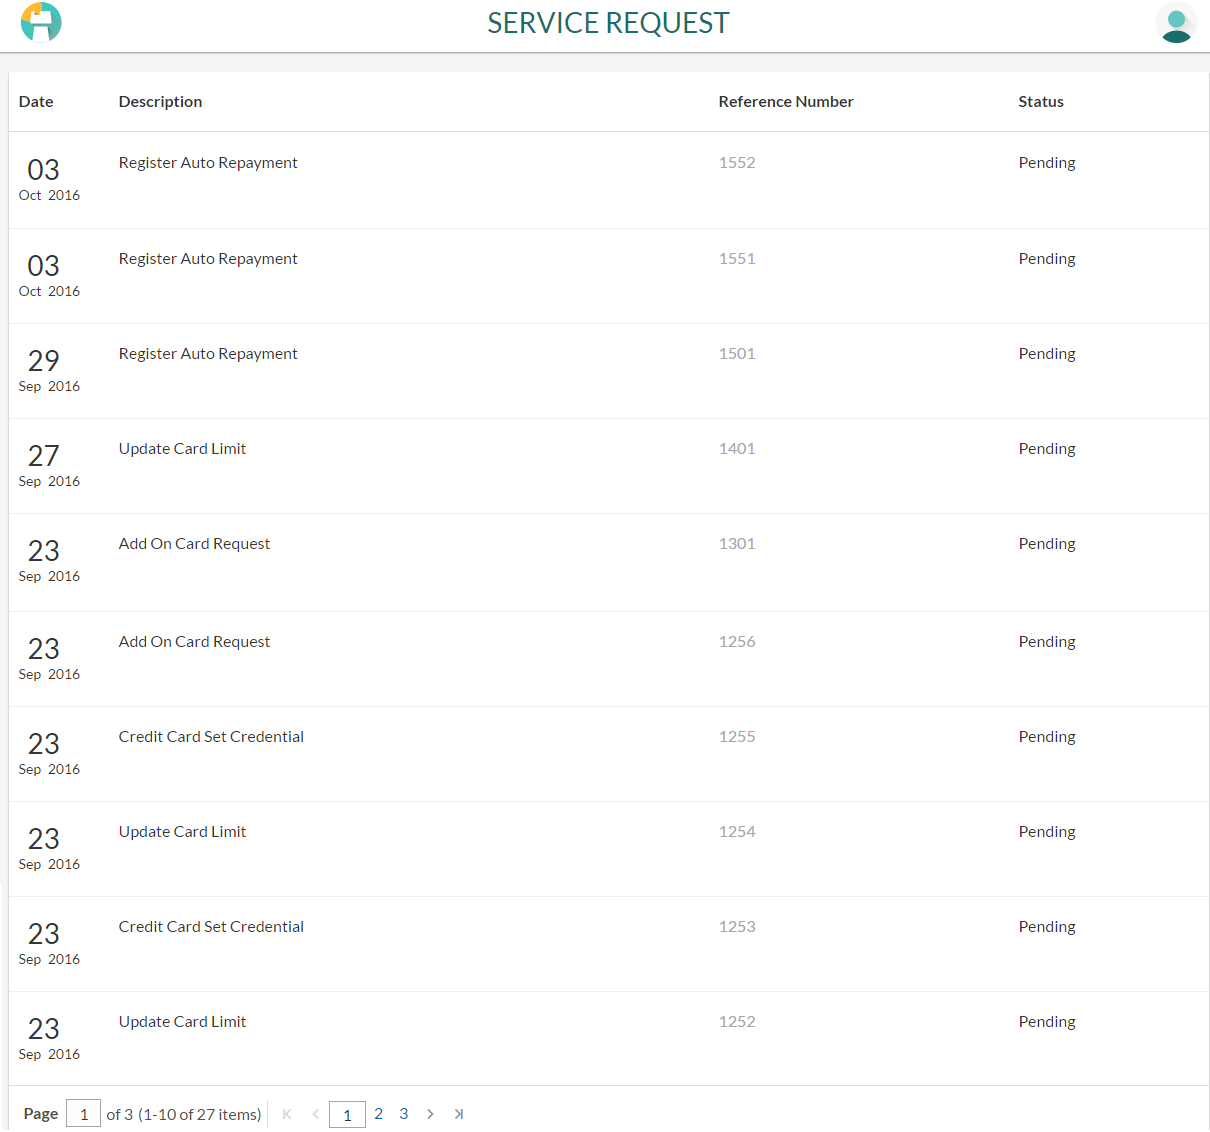 SERVICE REQUEST
Date Description Reference Number Status
03 Register Auto Repayment 1552 Pending
Oct 2016
03 Register Auto Repayment 1551 Pending
Oct 2016
29 Register Auto Repayment 1501 Pending
Sep 2016
27 Update Card Limit 1401 Pending
Sep 2016
23 Add On Card Request 1301 Pending
Sep 2016
23 Add On Card Request 1256 Pending
Sep 2016
23 Credit Card Set Credential 1255 Pending
Sep 2016
23 Update Card Limit 1254 Pending
Sep 2016
23 Credit Card Set Credential 1253 Pending
Sep 2016
23 Update Card Limit 1252 Pending
Sep 2016
Page 1 of 3 (1-10 of 27 items) 1 2 3